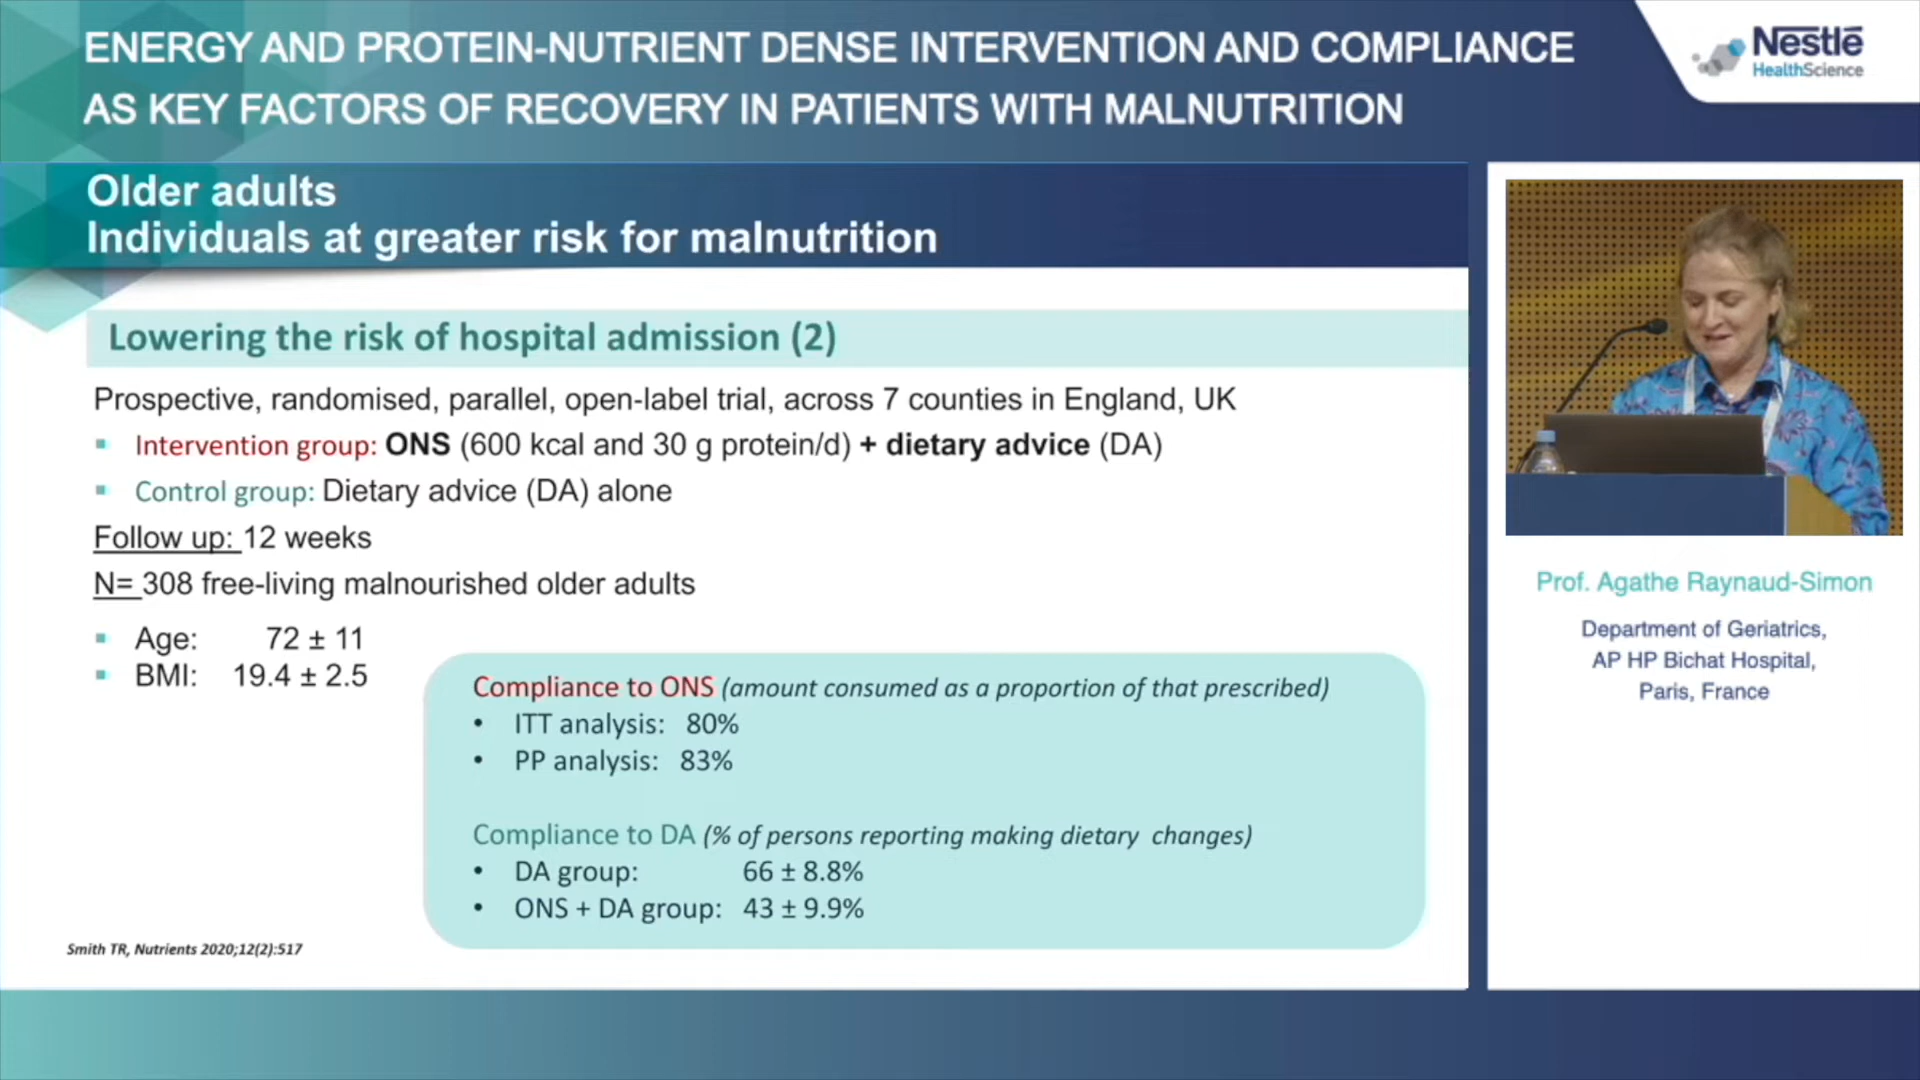 ENERGY AND PROTEIN-NUTRIENT DENSE INTERVENTION AND COMPLIANCE
AS KEY FACTORS OF RECOVERY IN PATIENTS WITH MALNUTRITION
Nestlé
HealthScience
Older adults
Individuals at greater risk for malnutrition
Lowering the risk of hospital admission (2)
Prospective, randomised, parallel, open-label trial, across 7 counties in England, UK
▪ Intervention group: ONS (600 kcal and 30 g protein/d) + dietary advice (DA)
▪ Control group: Dietary advice (DA) alone
Follow up: 12 weeks
N= 308 free-living malnourished older adults
▪ Age: 72 ± 11
▪ BMI: 19.4 ± 2.5
Compliance to ONS (amount consumed as a proportion of that prescribed)
• ITT analysis: 80%
• PP analysis: 83%
Compliance to DA (% of persons reporting making dietary changes)
• DA group: 66 ± 8.8%
• ONS + DA group: 43 ± 9.9%
Smith TR, Nutrients 2020;12(2):517
Prof. Agathe Raynaud-Simon
Department of Geriatrics,
AP HP Bichat Hospital,
Paris, France